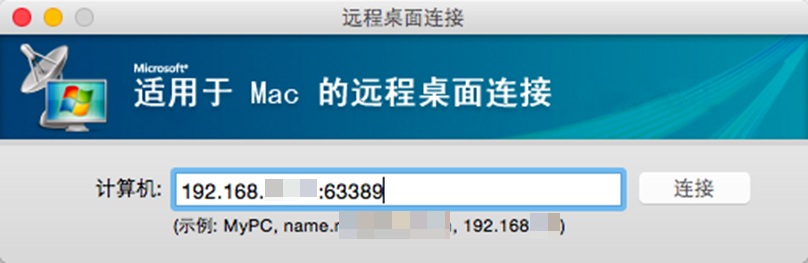 远程桌面连接
Microsoft®
适用于 Mac 的远程桌面连接
计算机: 192.168. :63389 连接
(示例: MyPC, name. , 192.168 )